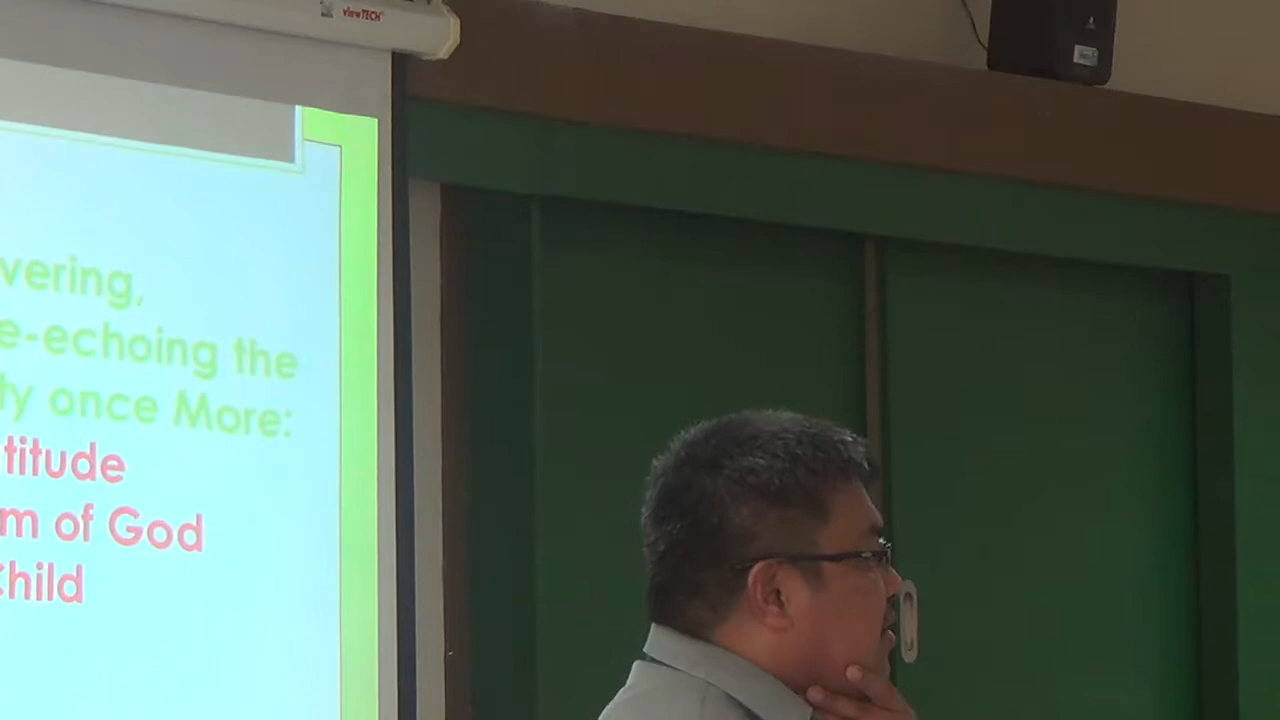 viewTECH
vering,
e-echoing the
ty once More:
titude
m of God
Child